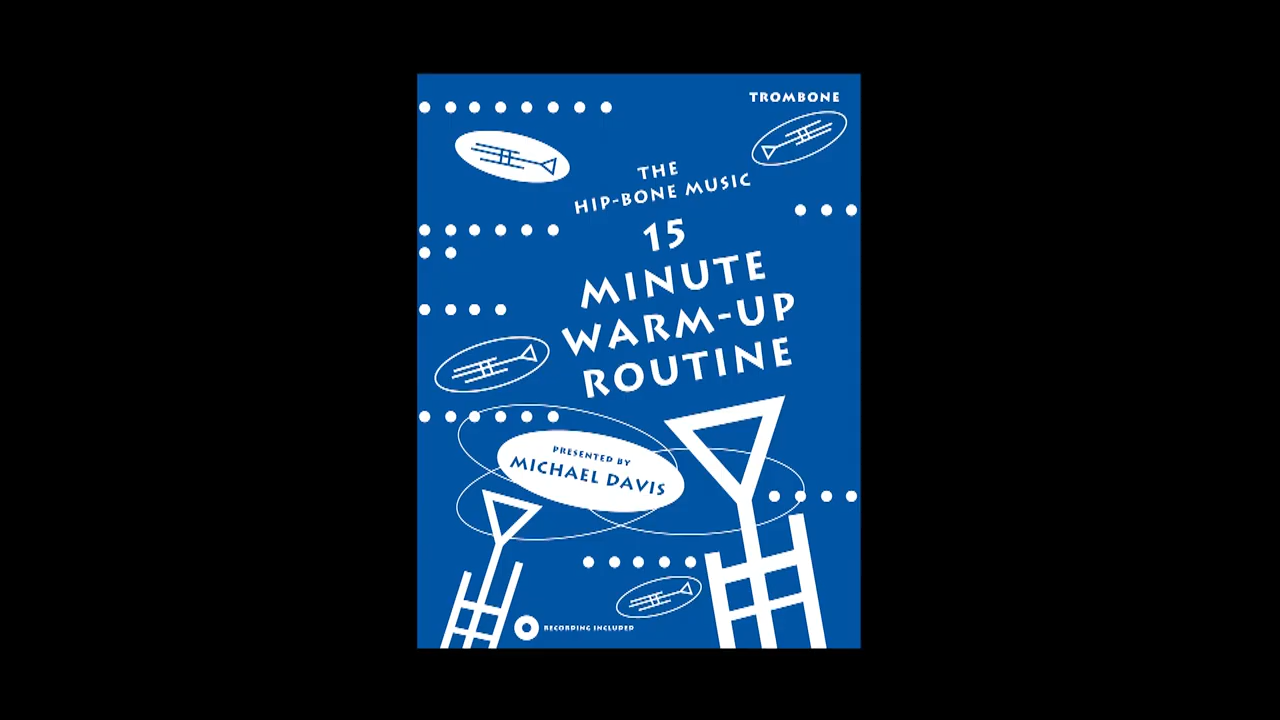 TROMBONE
THE
HIP-BONE MUSIC
15
MINUTE
WARM-UP
ROUTINE
PRESENTED BY
MICHAEL DAVIS
RECORDING INCLUDED